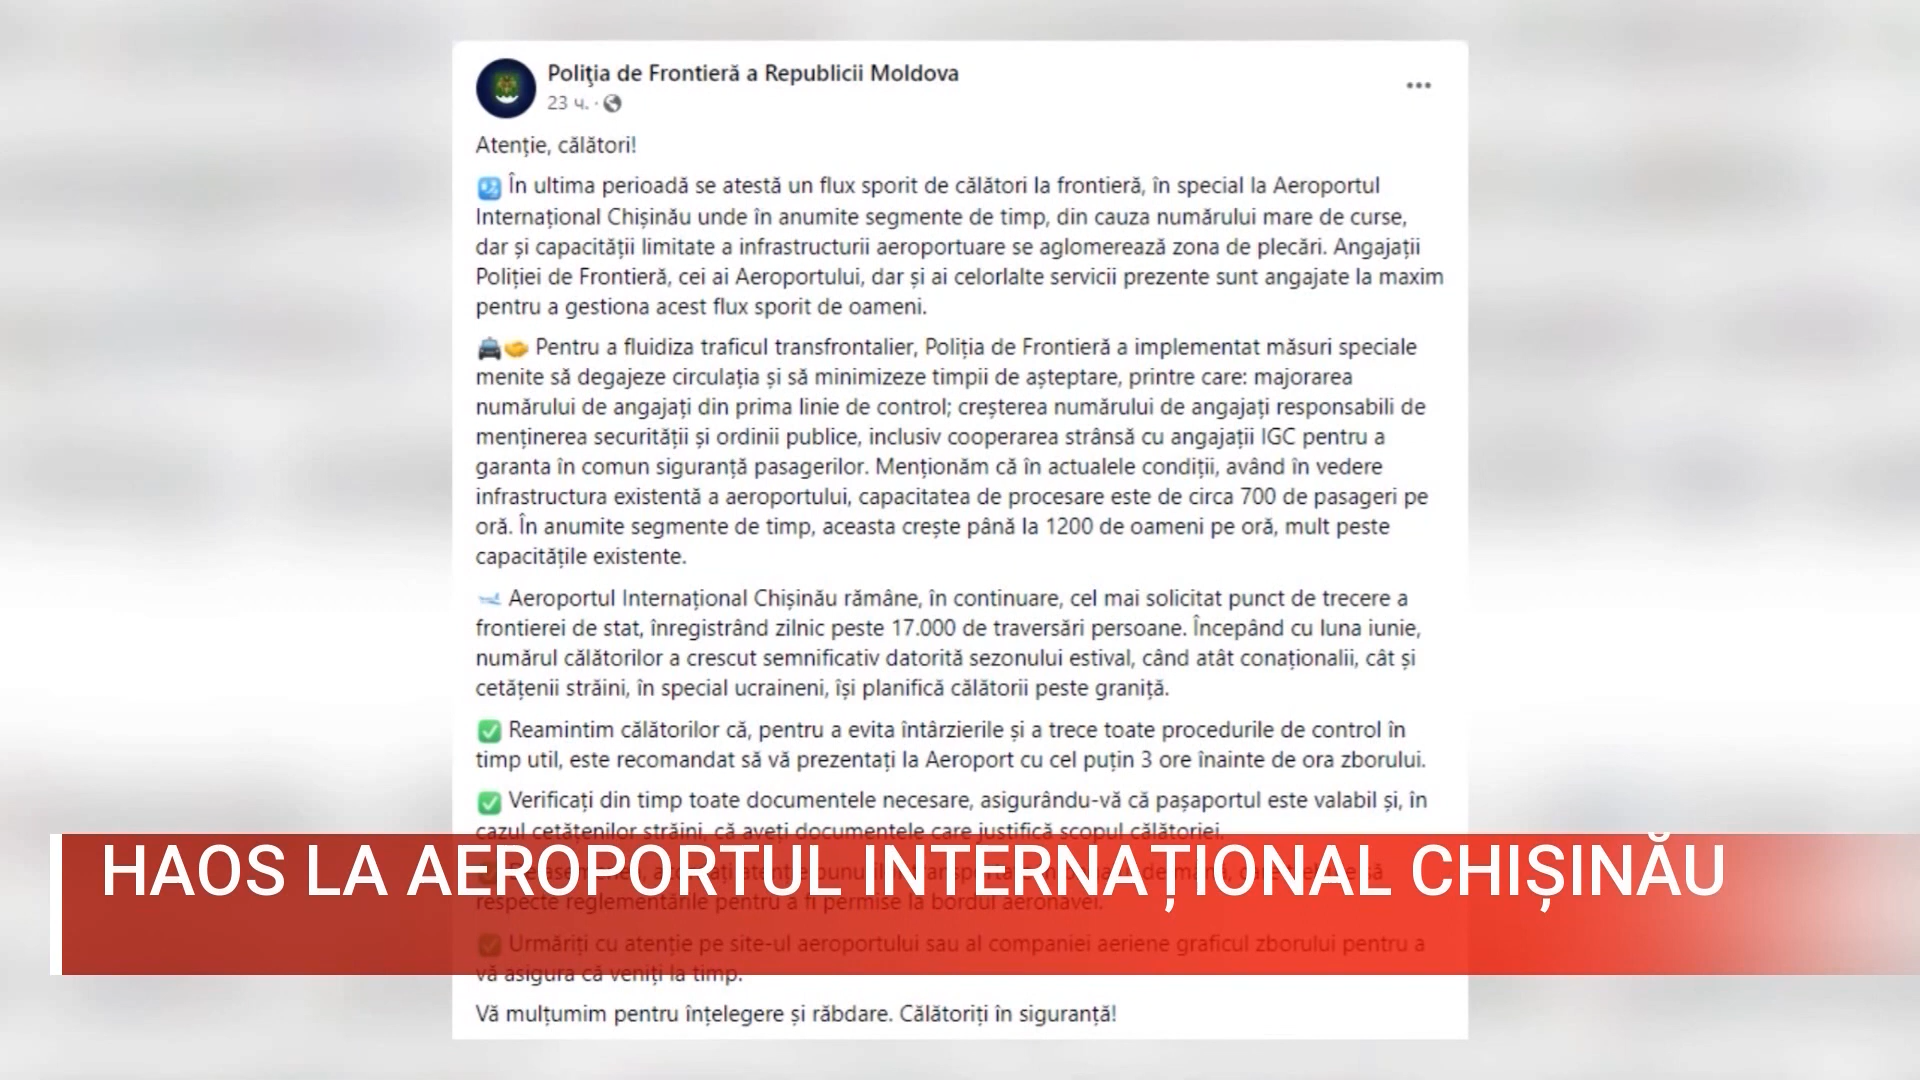 Poliţia de Frontieră a Republicii Moldova
23 ч. ·
Atenție, călători!
În ultima perioadă se atestă un flux sporit de călători la frontieră, în special la Aeroportul
Internațional Chișinău unde în anumite segmente de timp, din cauza numărului mare de curse,
dar și capacității limitate a infrastructurii aeroportuare se aglomerează zona de plecări. Angajații
Poliției de Frontieră, cei ai Aeroportului, dar și ai celorlalte servicii prezente sunt angajate la maxim
pentru a gestiona acest flux sporit de oameni.
Pentru a fluidiza traficul transfrontalier, Poliția de Frontieră a implementat măsuri speciale
menite să degajeze circulația și să minimizeze timpii de așteptare, printre care: majorarea
numărului de angajați din prima linie de control; creșterea numărului de angajați responsabili de
menținerea securității și ordinii publice, inclusiv cooperarea strânsă cu angajații IGC pentru a
garanta în comun siguranță pasagerilor. Menționăm că în actualele condiții, având în vedere
infrastructura existentă a aeroportului, capacitatea de procesare este de circa 700 de pasageri pe
oră. În anumite segmente de timp, aceasta crește până la 1200 de oameni pe oră, mult peste
capacitățile existente.
Aeroportul Internațional Chișinău rămâne, în continuare, cel mai solicitat punct de trecere a
frontierei de stat, înregistrând zilnic peste 17.000 de traversări persoane. Începând cu luna iunie,
numărul călătorilor a crescut semnificativ datorită sezonului estival, când atât conaționalii, cât și
cetățenii străini, în special ucraineni, își planifică călătorii peste graniță.
Reamintim călătorilor că, pentru a evita întârzierile și a trece toate procedurile de control în
timp util, este recomandat să vă prezentați la Aeroport cu cel puțin 3 ore înainte de ora zborului.
Verificați din timp toate documentele necesare, asigurându-vă că pașaportul este valabil și, în
cazul cetățenilor străini, că aveți documentele care justifică scopul călătoriei.
HAOS LA AEROPORTUL INTERNAȚIONAL CHIȘINĂU
respecte reglementările pentru a fi permise la bordul aeronavei.
Urmăriți cu atenție pe site-ul aeroportului sau al companiei aeriene graficul zborului pentru a
vă asigura că veniți la timp.
Vă mulțumim pentru înțelegere și răbdare. Călătoriți în siguranță!